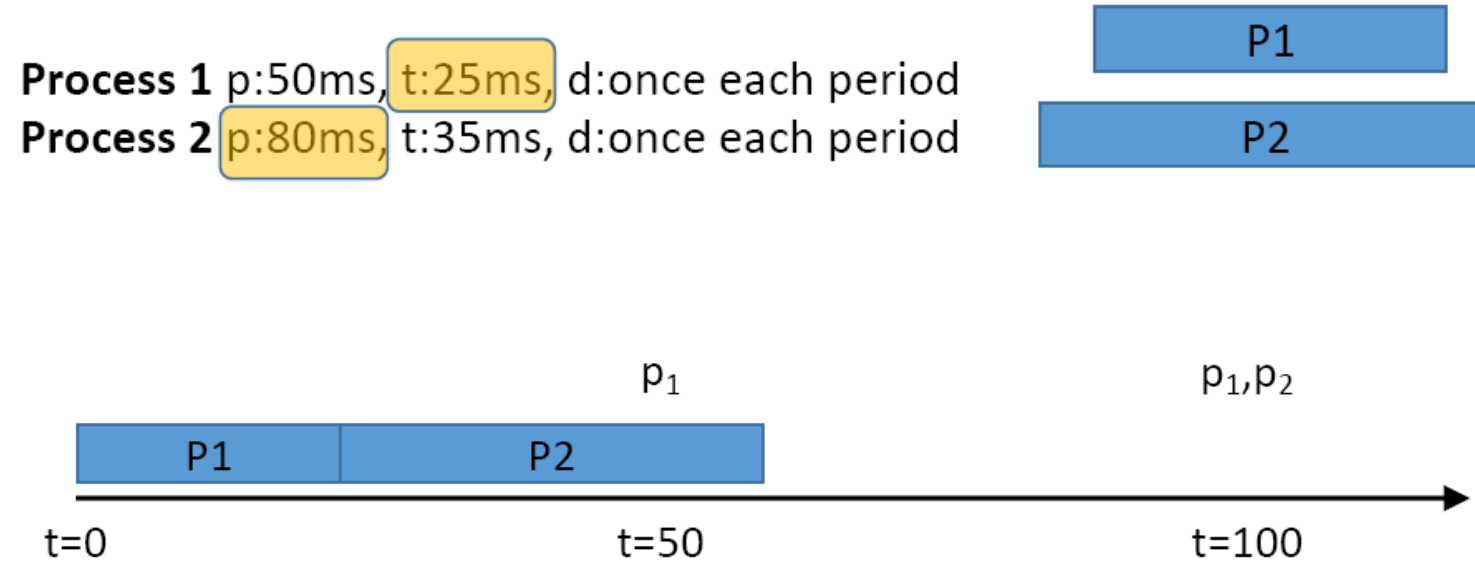 P1
Process 1 p:50ms, t:25ms, d:once each period
Process 2 p:80ms, t:35ms, d:once each period
P2
p₁
p₁,p₂
P1
P2
t=0
t=50
t=100